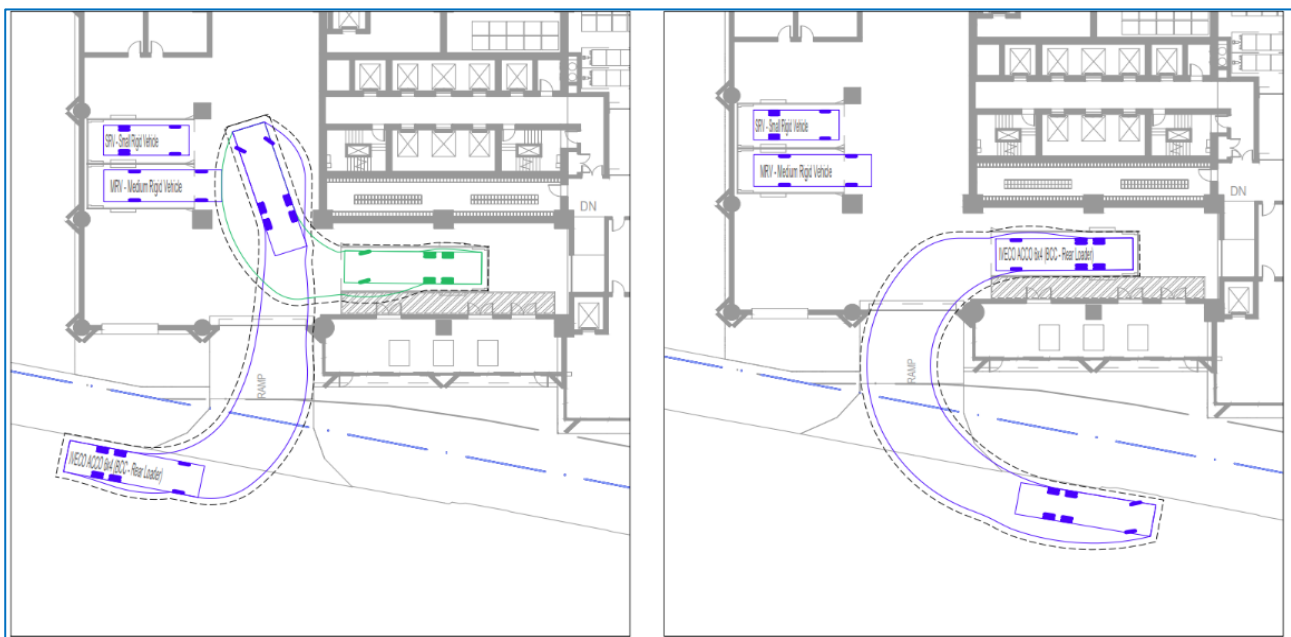 SRV - Small Rigid Vehicle
MRV - Medium Rigid Vehicle
DN
RAMP
IVECO ACCO 6x4 (BCC - Rear Loader)
SRV - Small Rigid Vehicle
MRV - Medium Rigid Vehicle
DN
IVECO ACCO 6x4 (BCC - Rear Loader)
RAMP